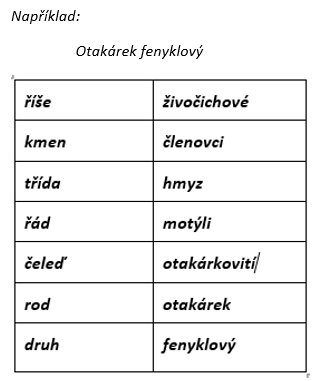 Například:
Otakárek fenyklový
říše živočichové
kmen členovci
třída hmyz
řád motýli
čeleď otakárkovití
rod otakárek
druh fenyklový